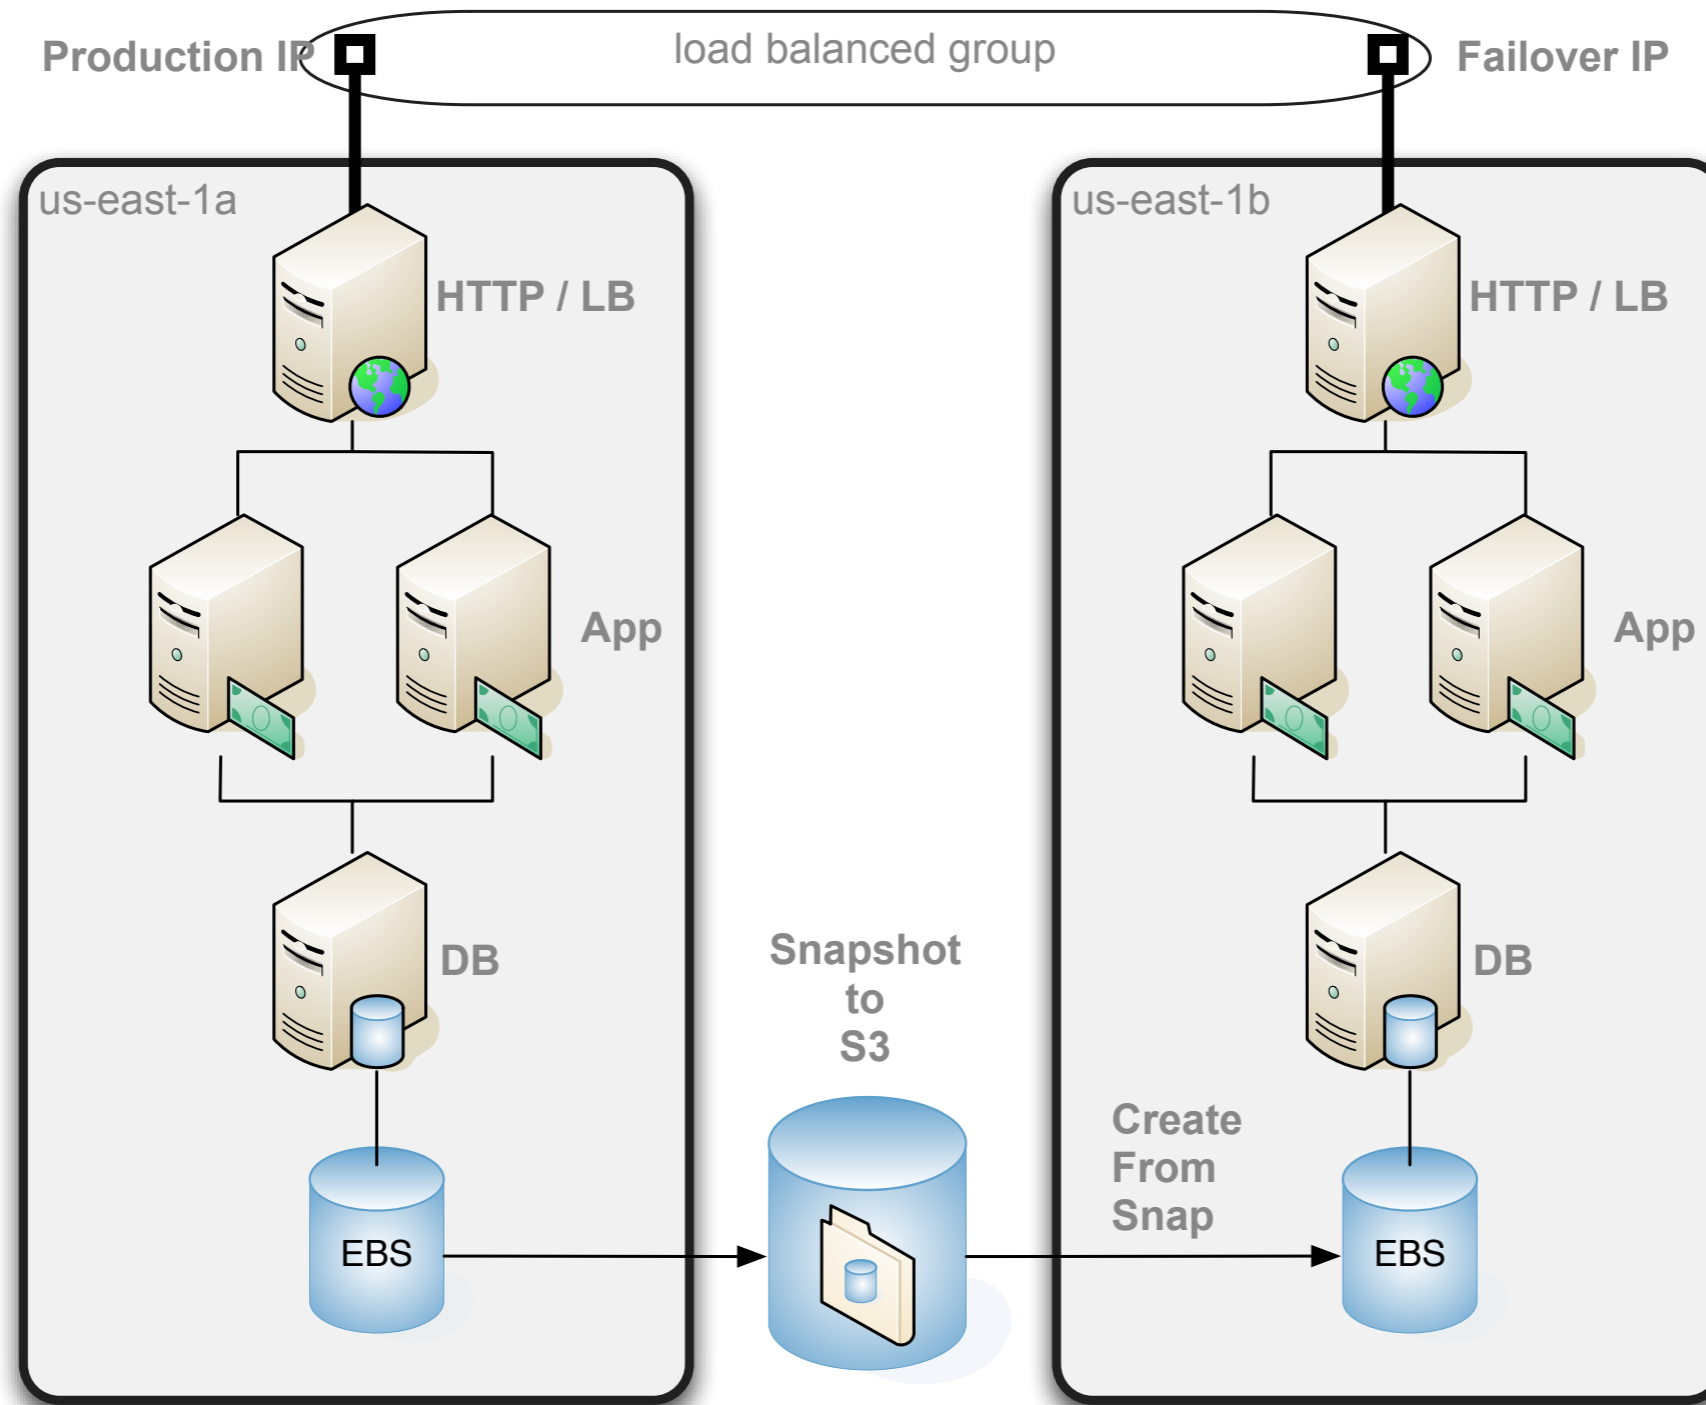 Production IP
load balanced group
Failover IP
us-east-1a
us-east-1b
HTTP / LB
HTTP / LB
App
App
DB
DB
Snapshot
to
S3
Create
From
Snap
EBS
EBS